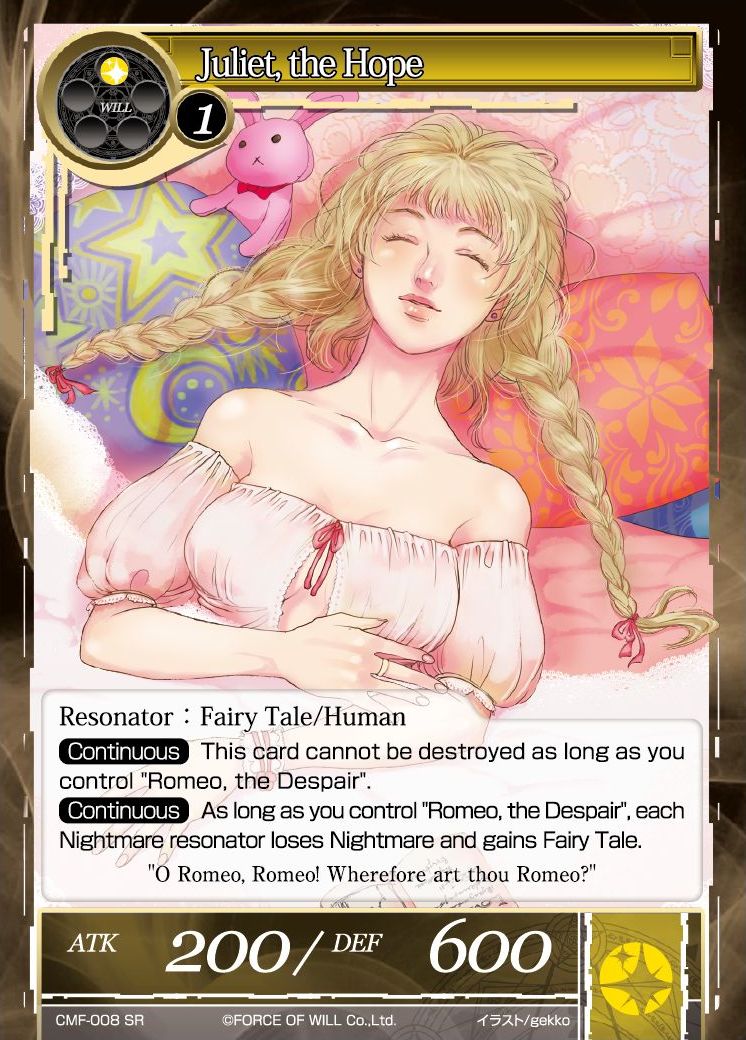 Juliet, the Hope
WILL
1
Resonator : Fairy Tale/Human
Continuous This card cannot be destroyed as long as you
control "Romeo, the Despair".
Continuous As long as you control "Romeo, the Despair", each
Nightmare resonator loses Nightmare and gains Fairy Tale.
"O Romeo, Romeo! Wherefore art thou Romeo?"
ATK 200/ DEF 600
CMF-008 SR ©FORCE OF WILL Co.,Ltd. イラスト/gekko